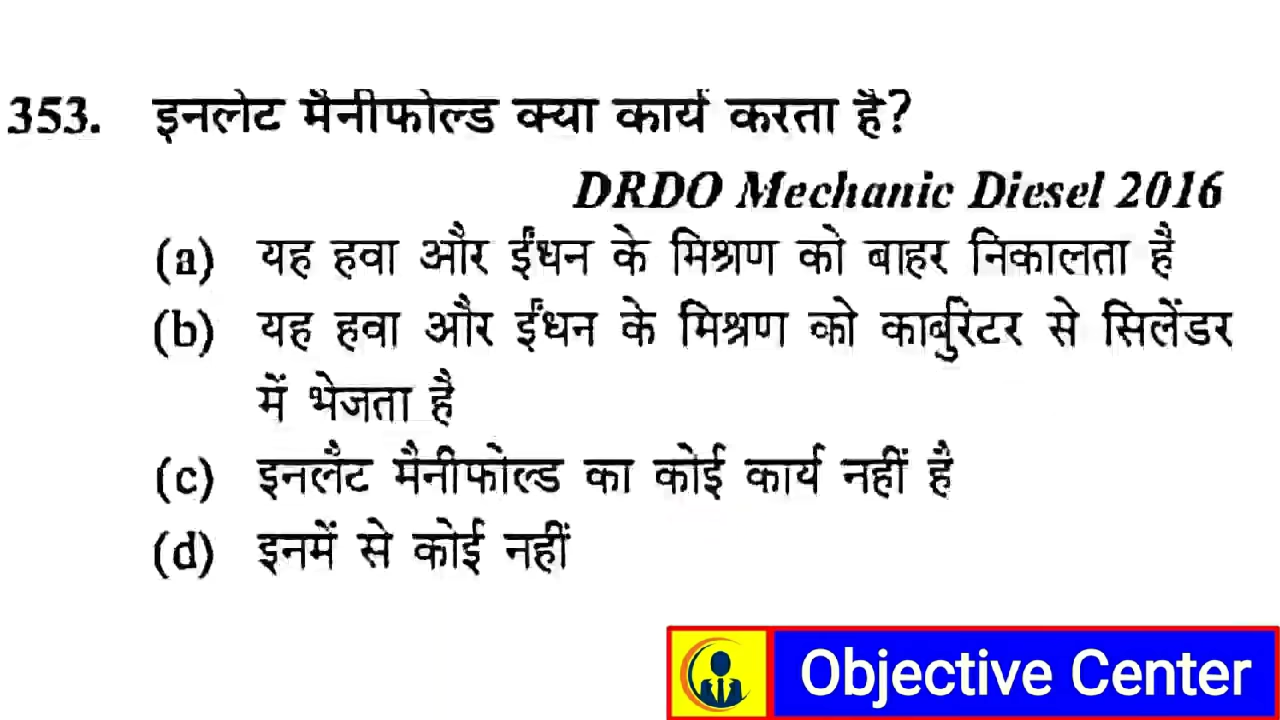 353. इनलेट मैनीफोल्ड क्या कार्य करता है?
DRDO Mechanic Diesel 2016
(a) यह हवा और ईंधन के मिश्रण को बाहर निकालता है
(b) यह हवा और ईंधन के मिश्रण को कार्बुरिटर से सिलेंडर
में भेजता है
(c) इनलैट मैनीफोल्ड का कोई कार्य नहीं है
(d) इनमें से कोई नहीं
Objective Center